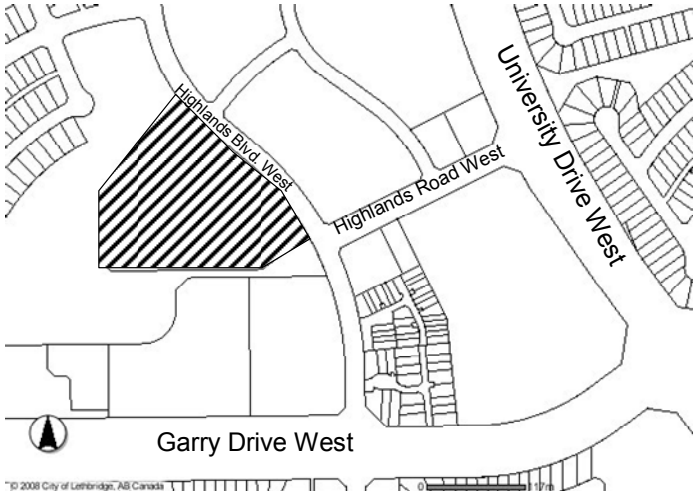 University Drive West
Highlands Blvd. West
Highlands Road West
Garry Drive West
© 2008 City of Lethbridge, AB Canada
0 117m